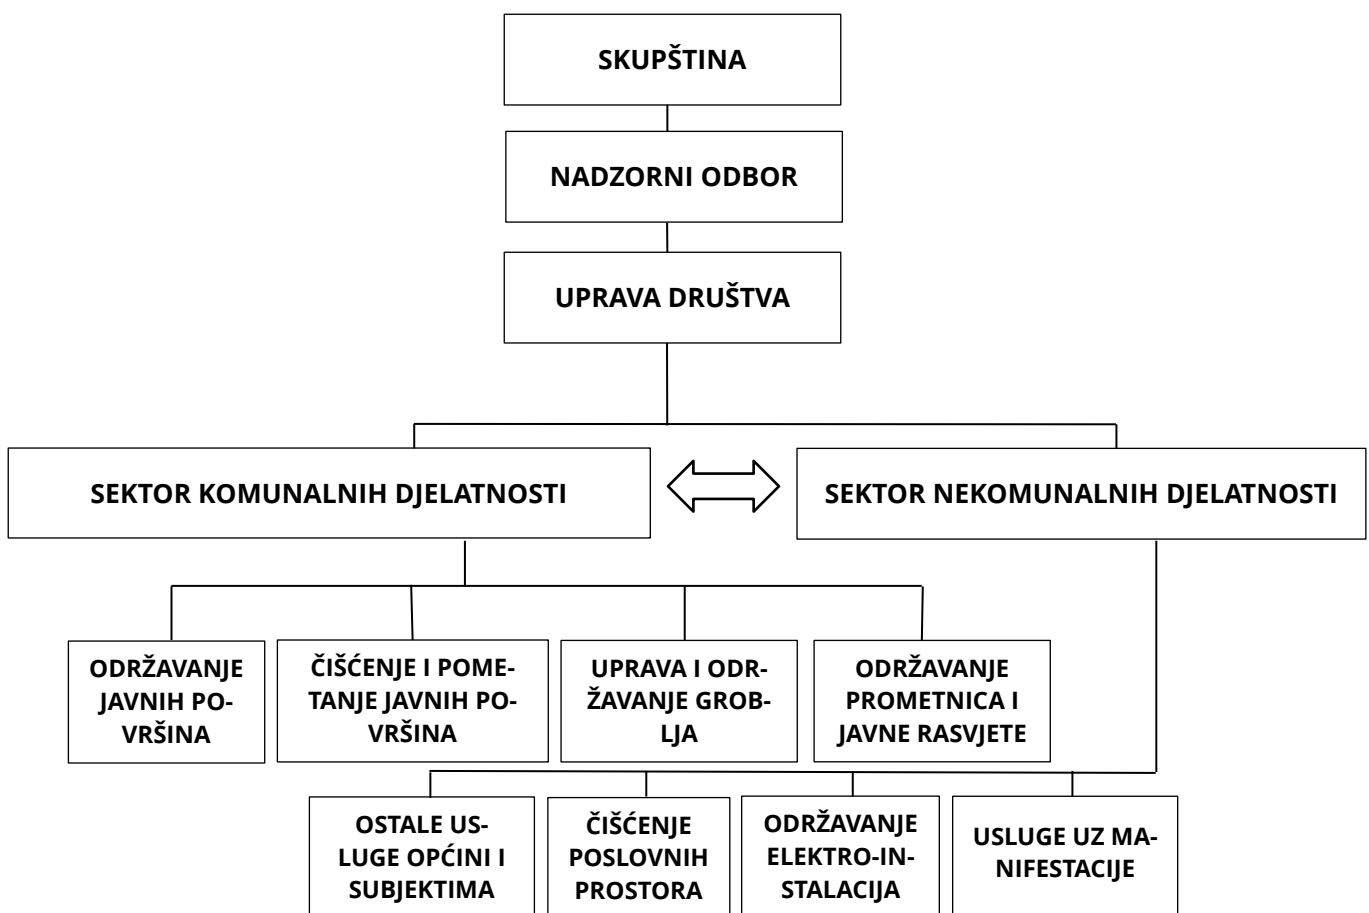 SKUPŠTINA
NADZORNI ODBOR
UPRAVA DRUŠTVA
SEKTOR KOMUNALNIH DJELATNOSTI
SEKTOR NEKOMUNALNIH DJELATNOSTI
ODRŽAVANJE
JAVNIH PO-
VRŠINA
ČIŠĆENJE I POME-
TANJE JAVNIH PO-
VRŠINA
UPRAVA I ODR-
ŽAVANJE GROB-
LJA
ODRŽAVANJE
PROMETNICA I
JAVNE RASVJETE
OSTALE US-
LUGE OPĆINI I
SUBJEKTIMA
ČIŠĆENJE
POSLOVNIH
PROSTORA
ODRŽAVANJE
ELEKTRO-IN-
STALACIJA
USLUGE UZ MA-
NIFESTACIJE